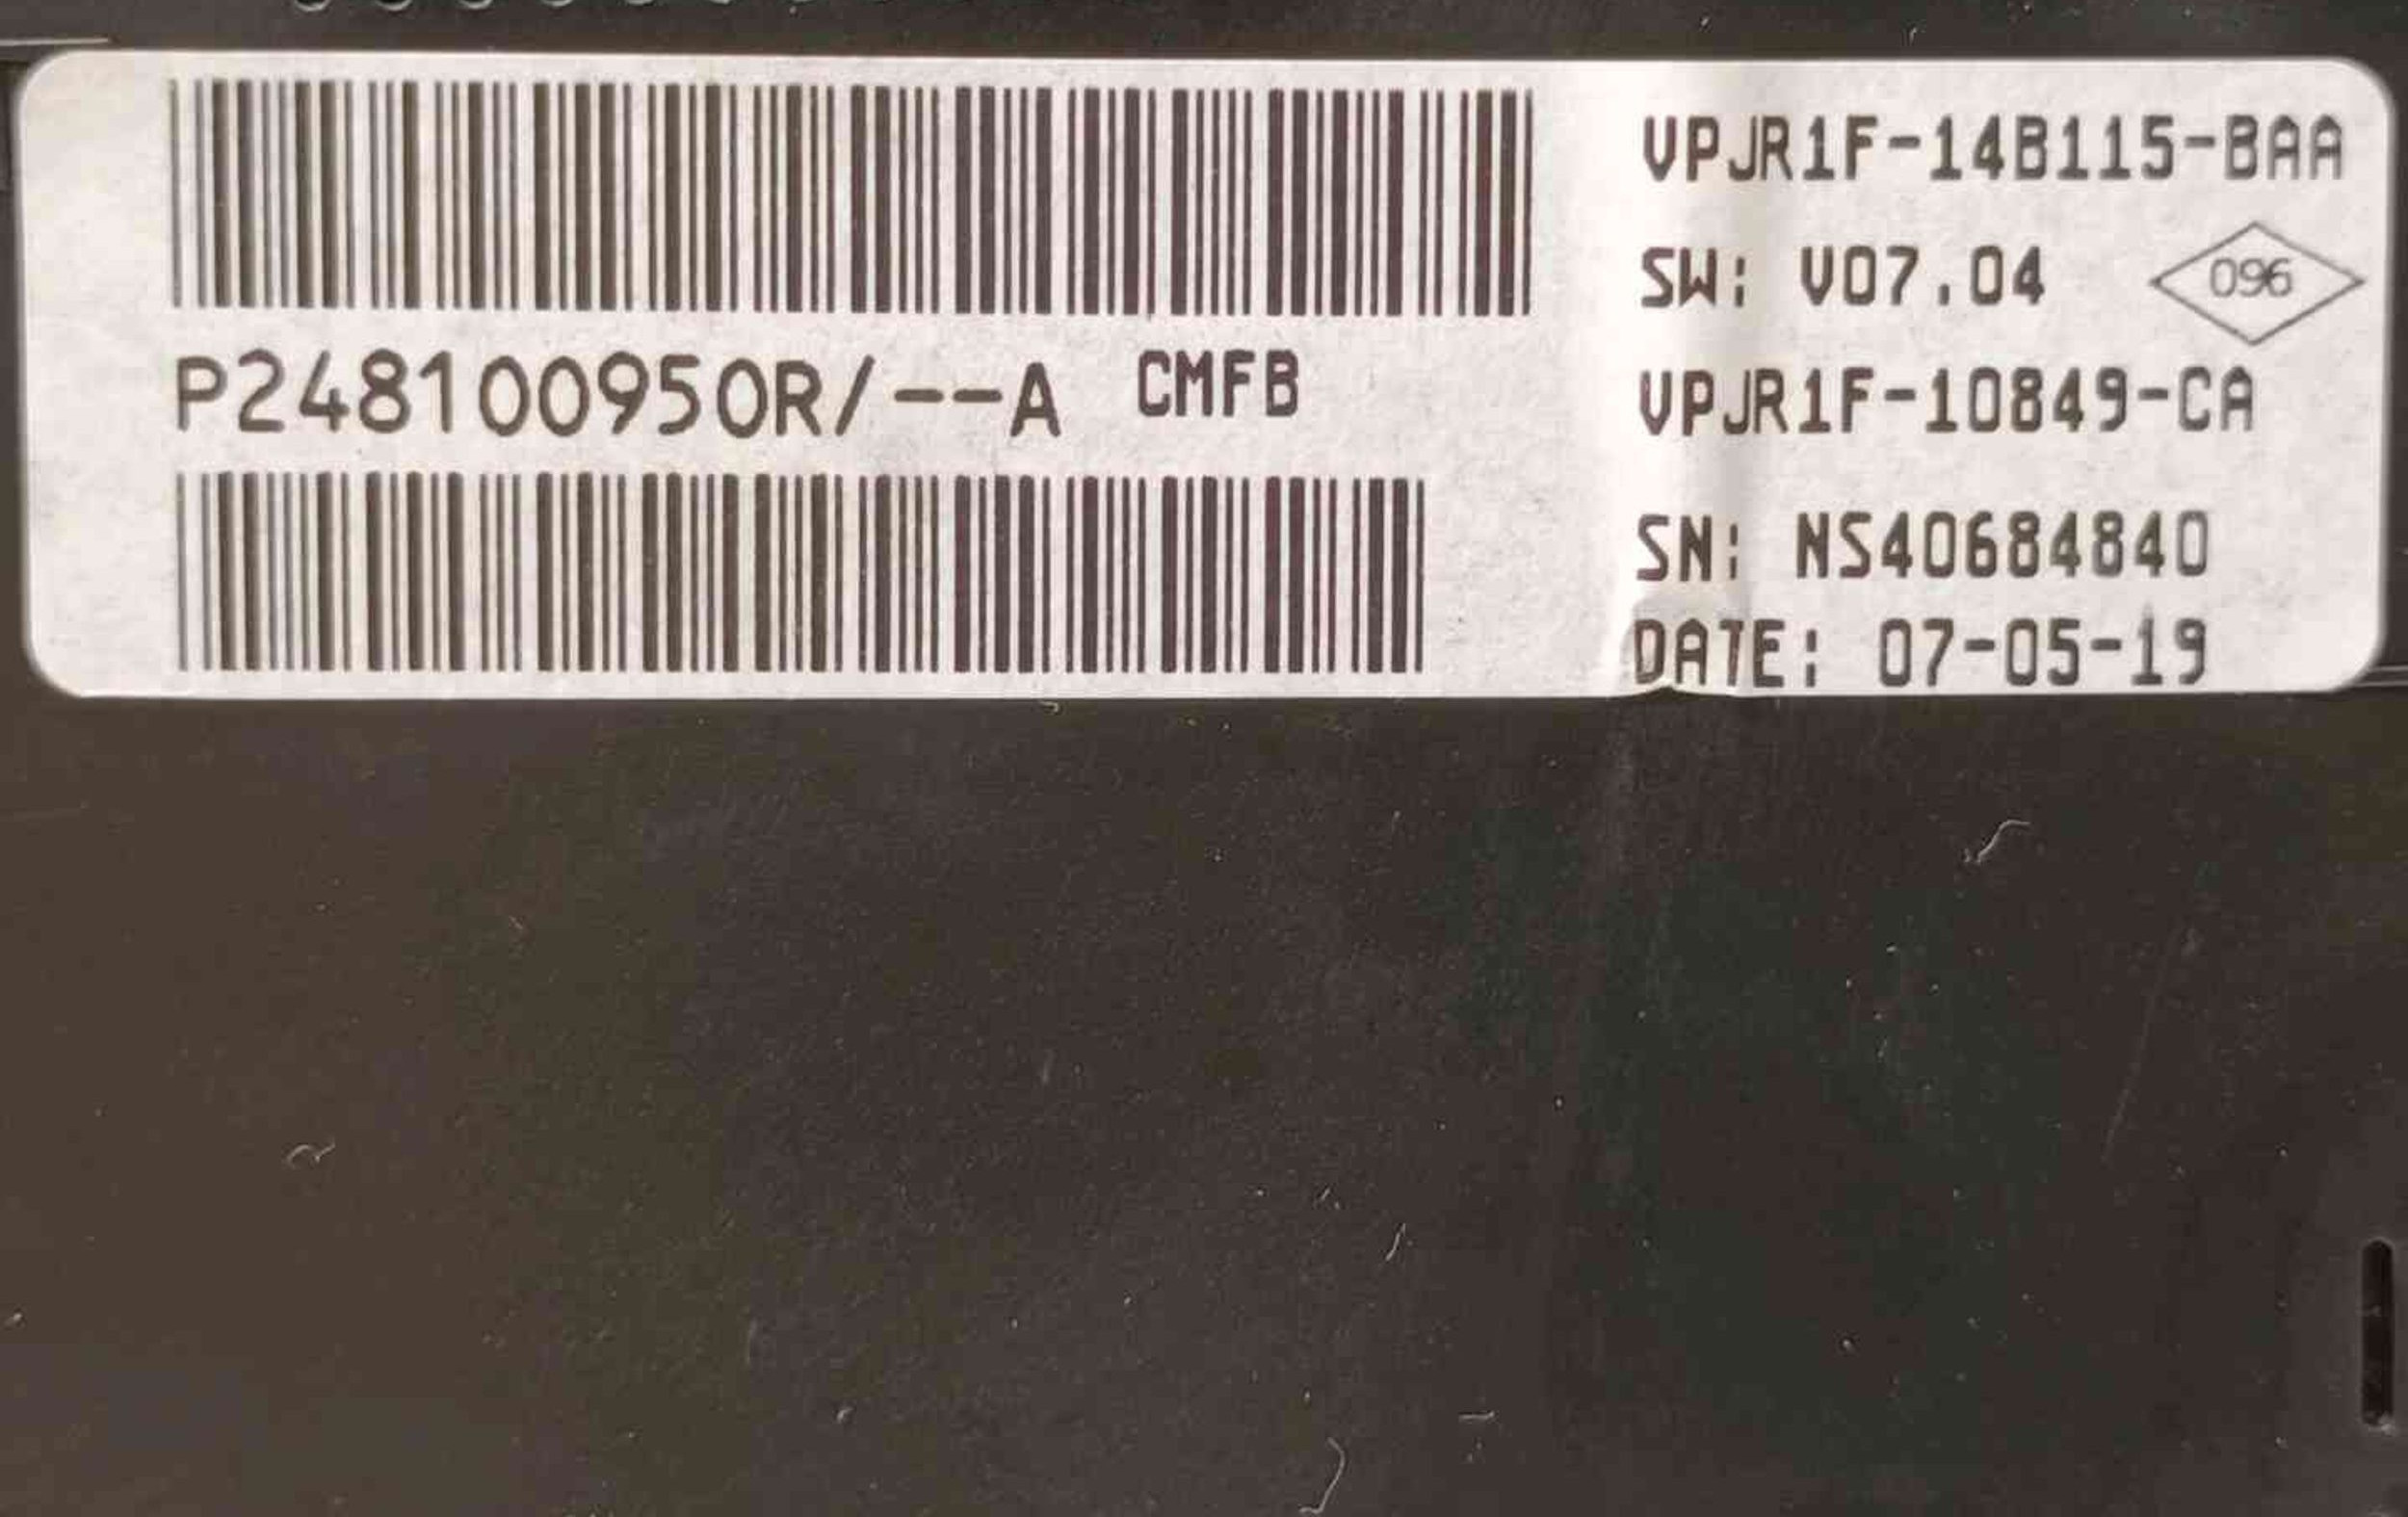 P248100950R/--A CMFB
VPJR1F-14B115-BAA
SW: V07.04
096
VPJR1F-10849-CA
SN: NS40684840
DATE: 07-05-19